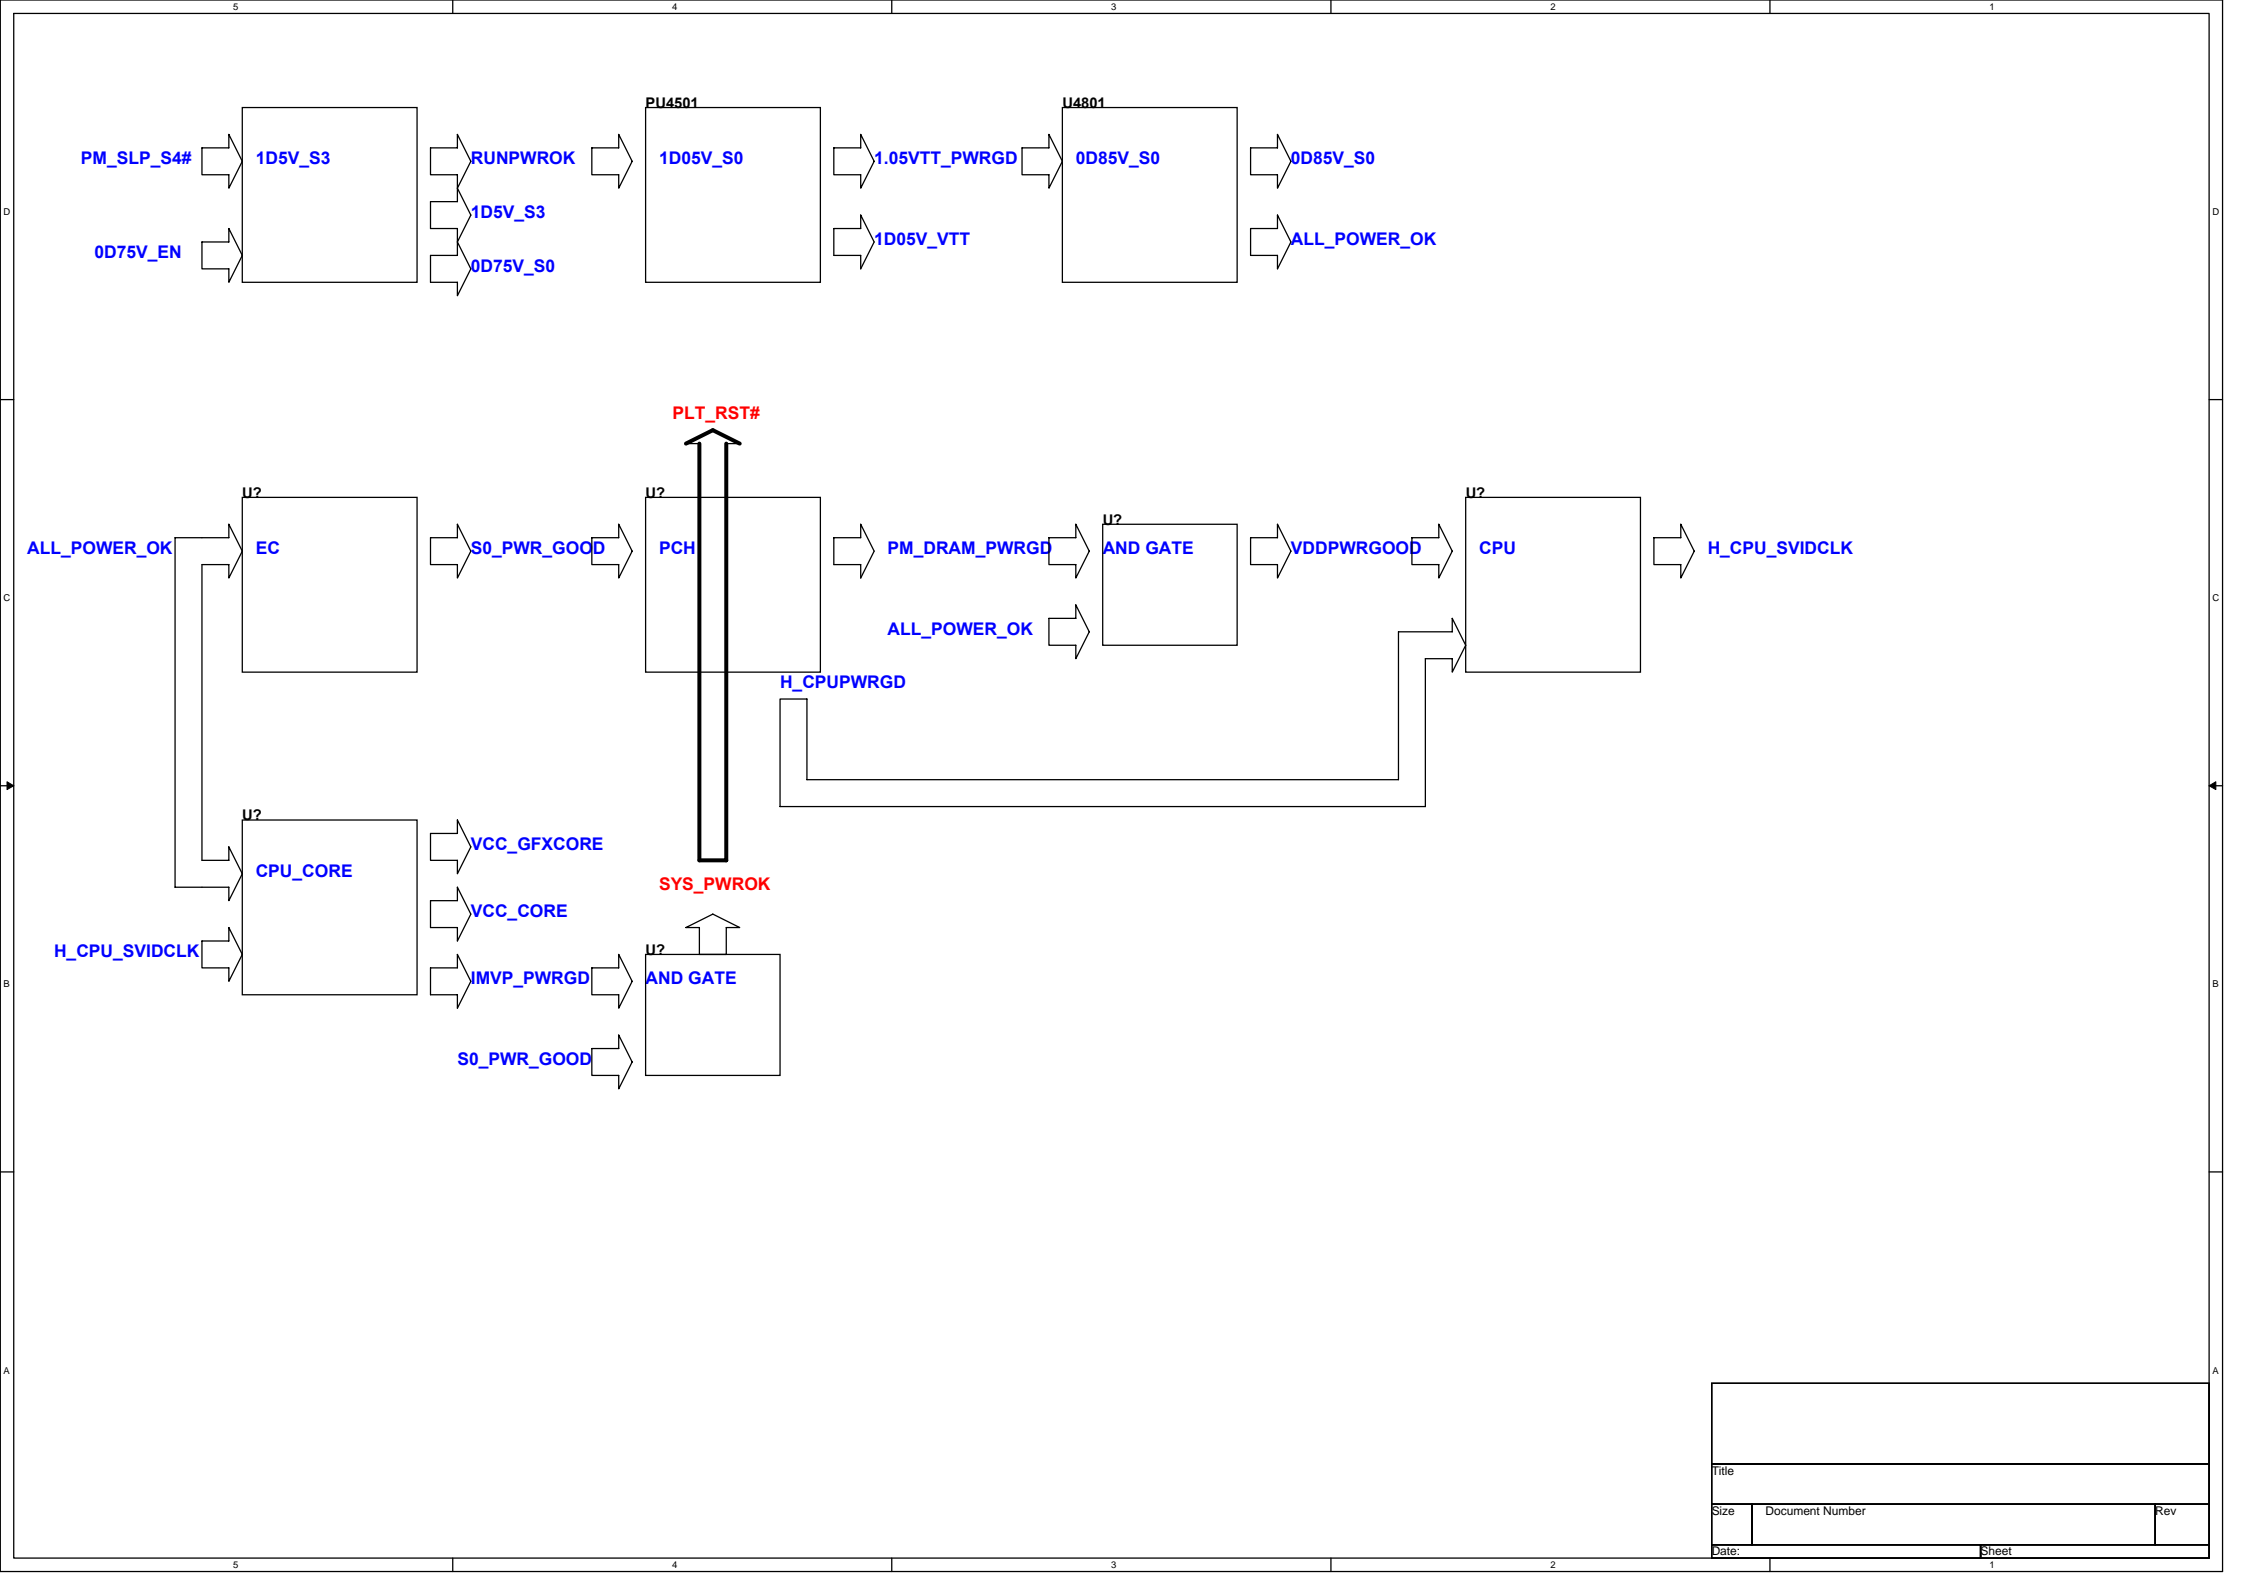 5 4 3 2 1
PU4501 U4801
PM_SLP_S4# 1D5V_S3 RUNPWROK 1D05V_S0 1.05VTT_PWRGD 0D85V_S0 0D85V_S0
D 1D5V_S3 D
0D75V_EN 0D75V_S0 1D05V_VTT ALL_POWER_OK
PLT_RST#
U? U? U? U?
ALL_POWER_OK EC S0_PWR_GOOD PCH PM_DRAM_PWRGD AND GATE VDDPWRGOOD CPU H_CPU_SVIDCLK
C C
ALL_POWER_OK
H_CPUPWRGD
U?
CPU_CORE VCC_GFXCORE
SYS_PWROK
VCC_CORE
H_CPU_SVIDCLK U?
B IMVP_PWRGD AND GATE B
S0_PWR_GOOD
A A
Title
Size Document Number Rev
Date: Sheet
5 4 3 2 1